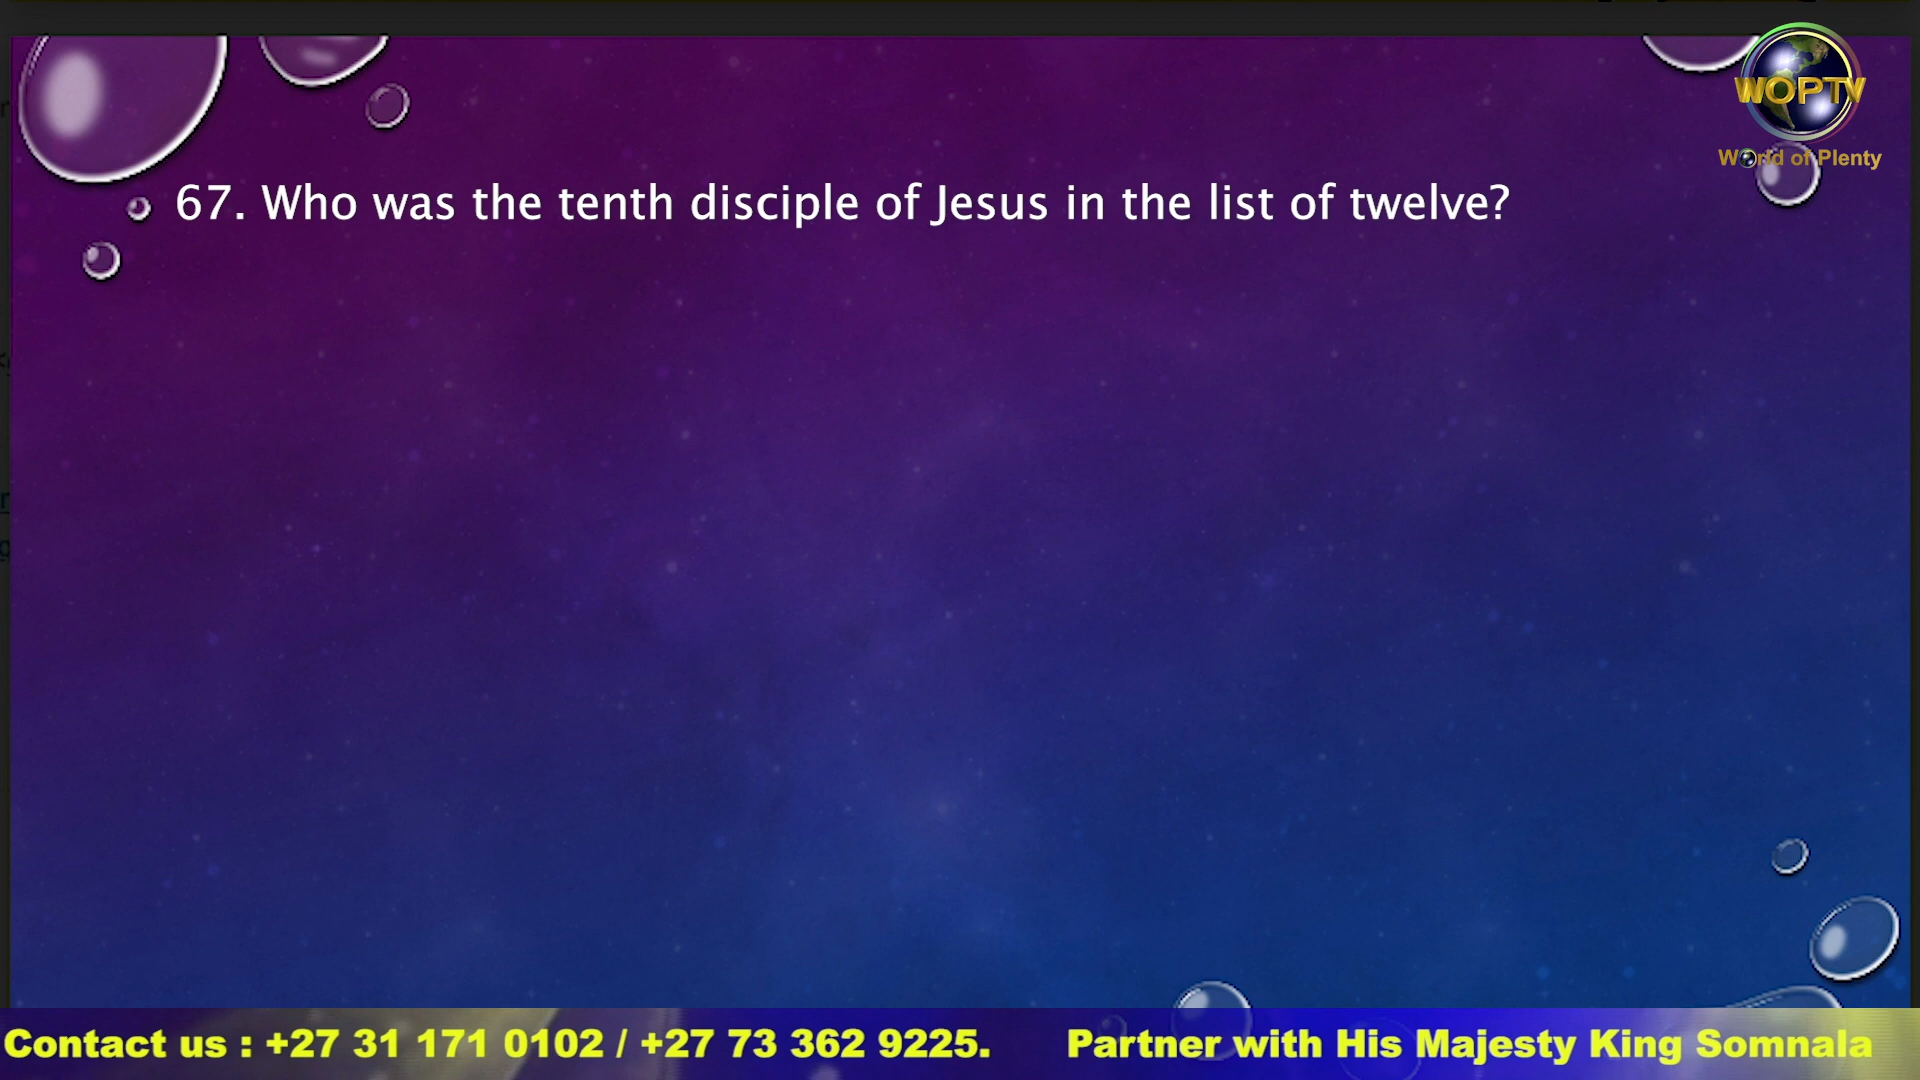 WOPTV
World of Plenty
67. Who was the tenth disciple of Jesus in the list of twelve?
Contact us : +27 31 171 0102 / +27 73 362 9225. Partner with His Majesty King Somnala